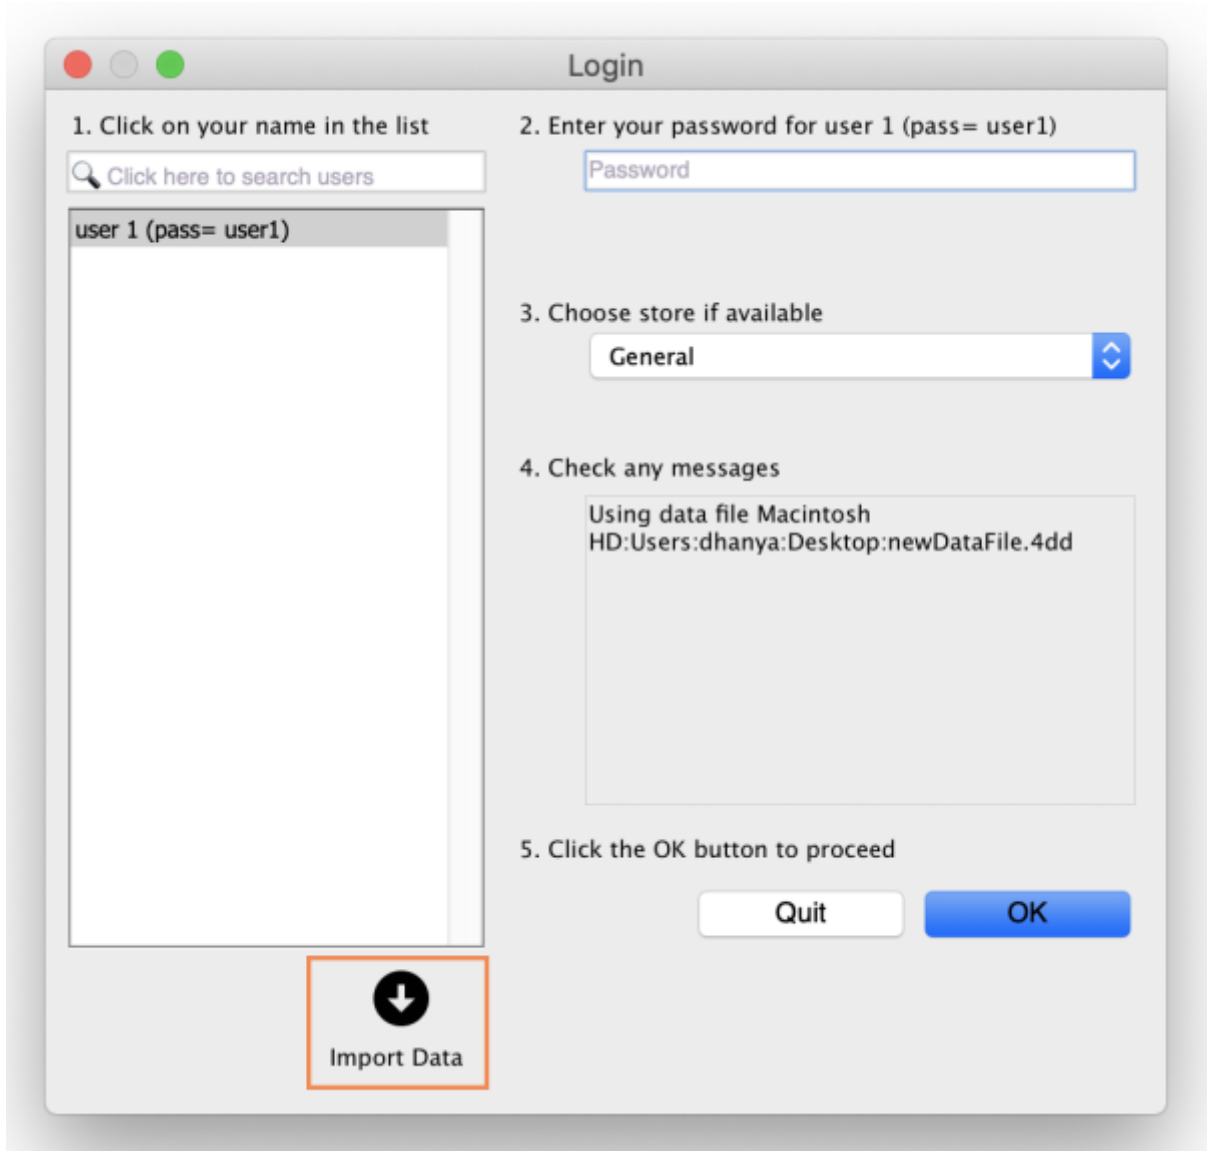 Login
1. Click on your name in the list
Click here to search users
user 1 (pass= user1)
Import Data
2. Enter your password for user 1 (pass= user1)
Password
3. Choose store if available
General
4. Check any messages
Using data file Macintosh
HD:Users:dhanya:Desktop:newDataFile.4dd
5. Click the OK button to proceed
Quit
OK